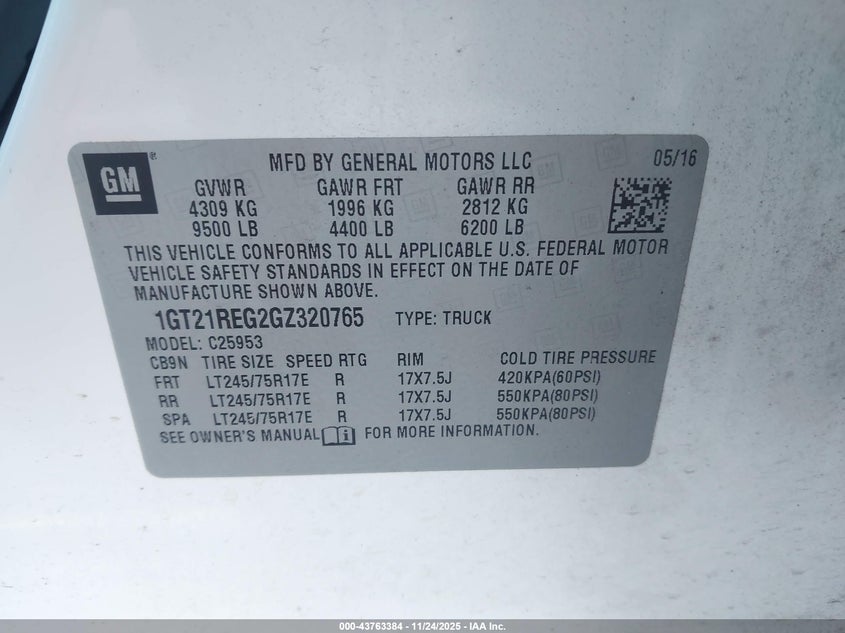 GM
MFD BY GENERAL MOTORS LLC 05/16
GVWR GAWR FRT GAWR RR
4309 KG 1996 KG 2812 KG
9500 LB 4400 LB 6200 LB
THIS VEHICLE CONFORMS TO ALL APPLICABLE U.S. FEDERAL MOTOR
VEHICLE SAFETY STANDARDS IN EFFECT ON THE DATE OF
MANUFACTURE SHOWN ABOVE.
1GT21REG2GZ320765 TYPE: TRUCK
MODEL: C25953
CB9N TIRE SIZE SPEED RTG RIM COLD TIRE PRESSURE
FRT LT245/75R17E R 17X7.5J 420KPA(60PSI)
RR LT245/75R17E R 17X7.5J 550KPA(80PSI)
SPA LT245/75R17E R 17X7.5J 550KPA(80PSI)
SEE OWNER'S MANUAL FOR MORE INFORMATION.
000-43763384 | 11/24/2025 - IAA Inc.